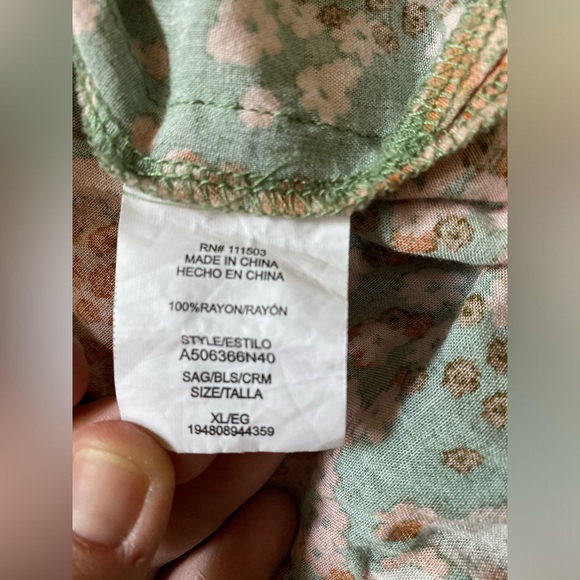 RN# 111503
MADE IN CHINA
HECHO EN CHINA
100%RAYON/RAYÓN
STYLE/ESTILO
A506366N40
SAG/BLS/CRM
SIZE/TALLA
XL/EG
194808944359